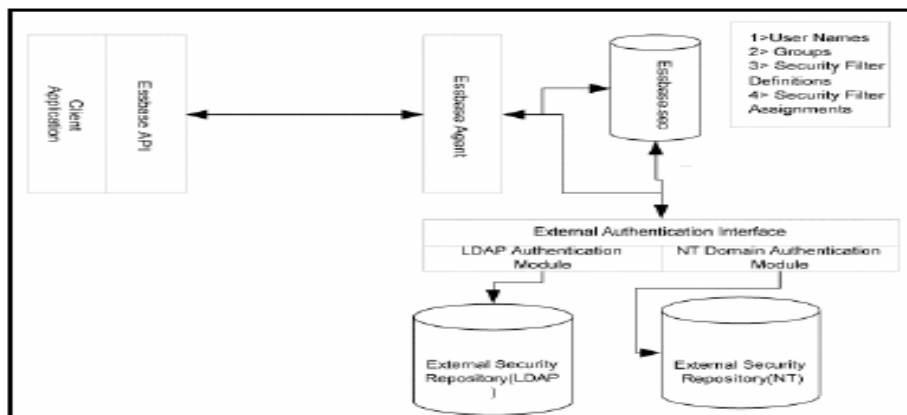 Client
Application
Essbase API
Essbase Agent
Essbase.sec
1>User Names
2> Groups
3> Security Filter
Definitions
4> Security Filter
Assignments
External Authentication Interface
LDAP Authentication
Module
NT Domain Authentication
Module
External Security
Repository(LDAP
)
External Security
Repository(NT)